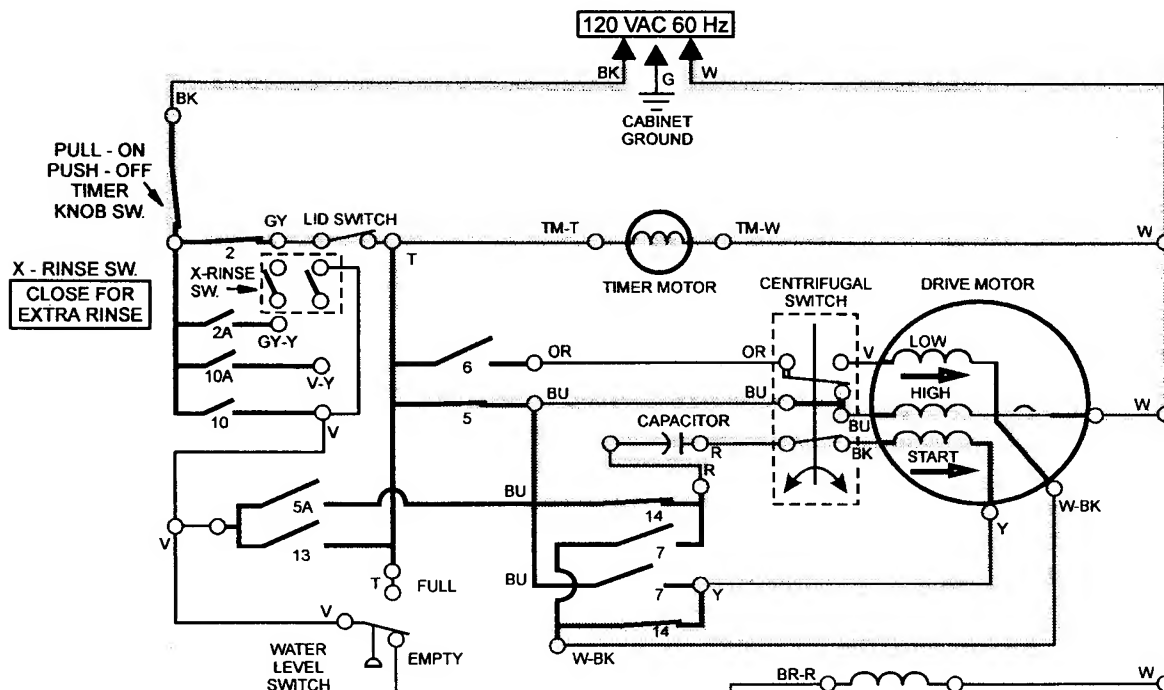 120 VAC 60 Hz
BK
G
W
BK
CABINET
GROUND
PULL - ON
PUSH - OFF
TIMER
KNOB SW.
GY
LID SWITCH
2
T
TM-T
TM-W
W
TIMER MOTOR
X - RINSE SW.
CLOSE FOR
EXTRA RINSE
X-RINSE
SW.
CENTRIFUGAL
SWITCH
DRIVE MOTOR
2A
GY-Y
6
OR
OR
V
LOW
10A
V-Y
HIGH
10
V
5
BU
BU
BU
W
CAPACITOR
R
R
BK
START
5A
BU
14
W-BK
Y
V
13
7
T
FULL
BU
7
Y
V
14
WATER
LEVEL
SWITCH
EMPTY
W-BK
BR-R
W